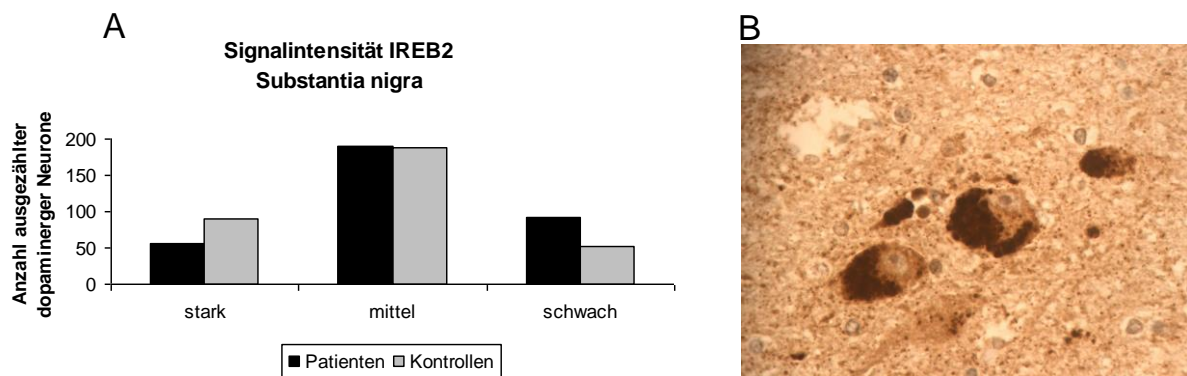 A
Signalintensität IREB2
Substantia nigra
Anzahl ausgezählter
dopaminerger Neurone
200
150
100
50
0
stark
mittel
schwach
Patienten
Kontrollen
B